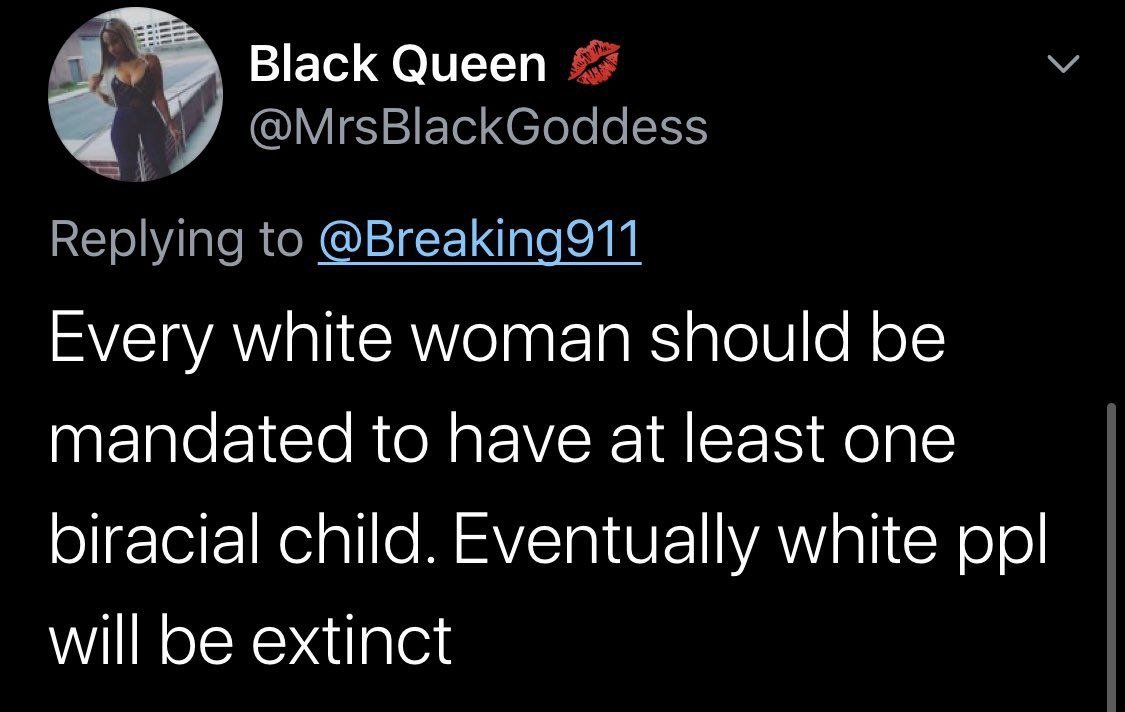 Black Queen 💋
@MrsBlackGoddess
Replying to @Breaking911
Every white woman should be
mandated to have at least one
biracial child. Eventually white ppl
will be extinct